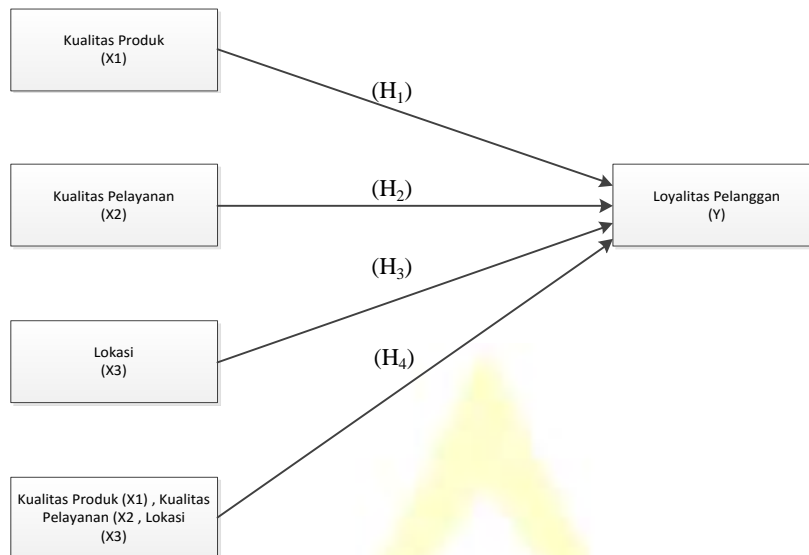 Kualitas Produk
(X1)
(H₁)
Kualitas Pelayanan
(X2)
(H₂)
Loyalitas Pelanggan
(Y)
(H₃)
Lokasi
(X3)
(H₄)
Kualitas Produk (X1) , Kualitas
Pelayanan (X2 , Lokasi
(X3)